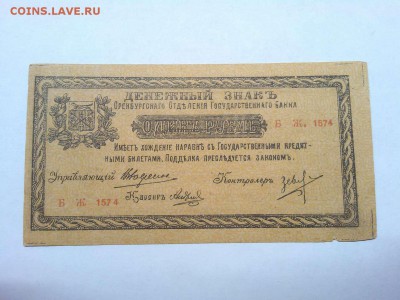 COINS.LAVE.RU
ДЕНЕЖНЫЙ ЗНАКЪ
ОРЕНБУРГСКАГО ОТДѢЛЕНІЯ ГОСУДАРСТВЕННАГО БАНКА
ОДИНЪ РУБЛЬ
Б Ж. 1574
ИМѢЕТЪ ХОЖДЕНІЕ НАРАВНѢ СЪ ГОСУДАРСТВЕННЫМИ КРЕДИТ-
НЫМИ БИЛЕТАМИ. ПОДДѢЛКА ПРЕСЛѢДУЕТСЯ ЗАКОНОМЪ.
Управляющій
Контролеръ
Б Ж 1574
Кассиръ